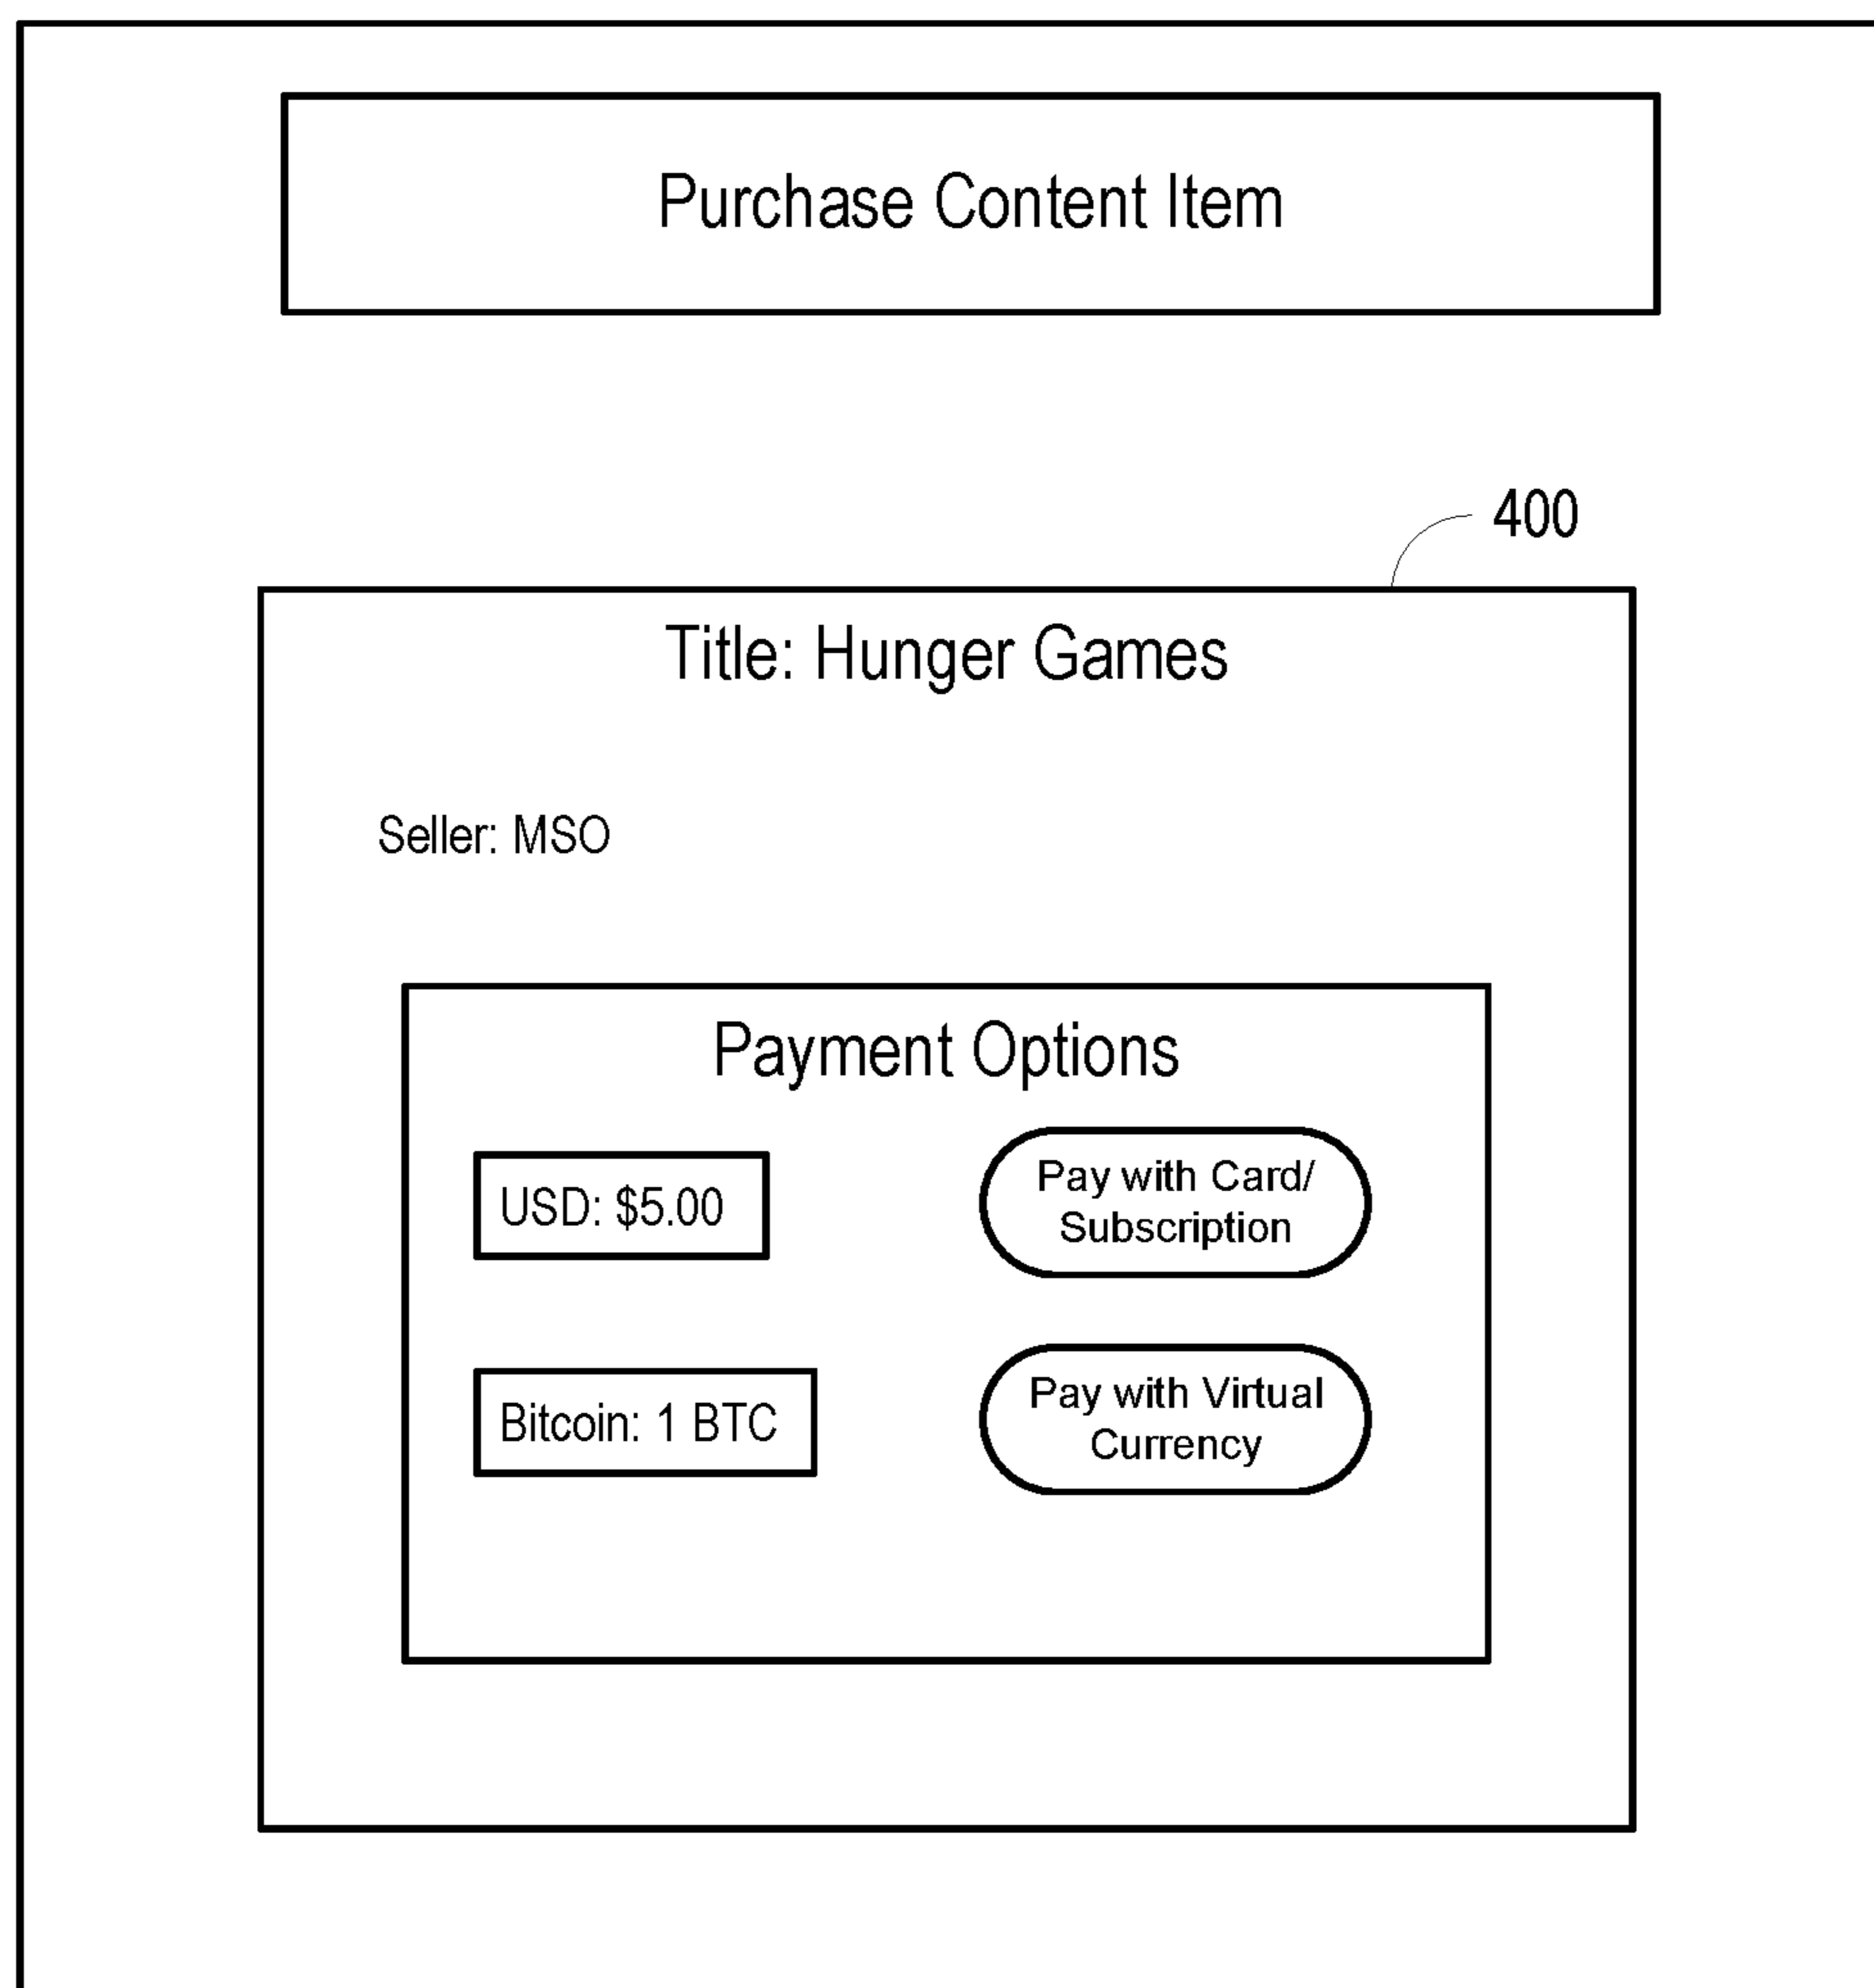 Purchase Content Item
400
Title: Hunger Games
Seller: MSO
Payment Options
USD: $5.00
Pay with Card/
Subscription
Bitcoin: 1 BTC
Pay with Virtual
Currency